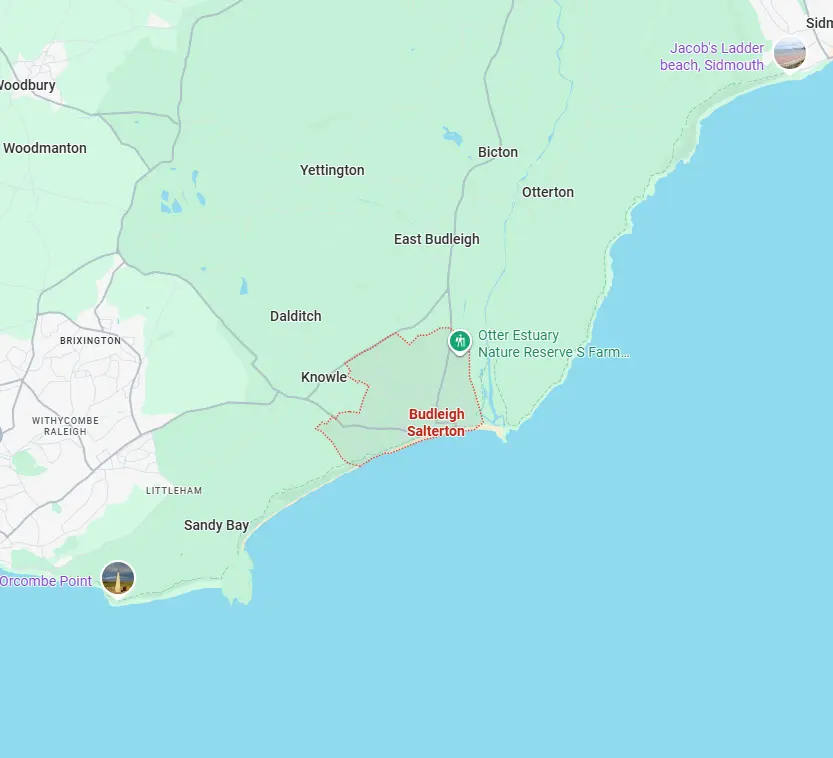 Sidm
Jacob's Ladder
beach, Sidmouth
Woodbury
Woodmanton
Bicton
Yettington
Otterton
East Budleigh
Dalditch
Otter Estuary
Nature Reserve S Farm...
BRIXINGTON
Knowle
Budleigh
Salterton
WITHYCOMBE
RALEIGH
LITTLEHAM
Sandy Bay
Orcombe Point